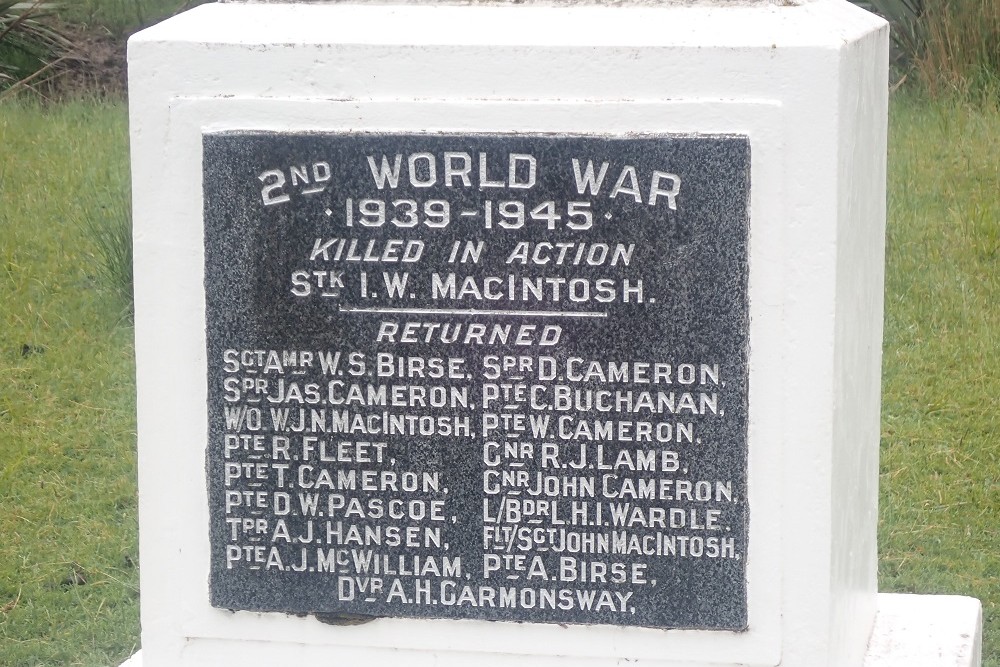 2ND WORLD WAR
· 1939-1945 ·
KILLED IN ACTION
STK I.W. MACINTOSH.
RETURNED
SGTAMR W.S. BIRSE, SPR D. CAMERON,
SPR JAS. CAMERON, PTE C. BUCHANAN,
W/O. W.J.N. MACINTOSH, PTE W. CAMERON,
PTE R. FLEET, GNR R.J. LAMB.
PTE T. CAMERON, GNR JOHN CAMERON,
PTE D.W. PASCOE, L/BDR L.H.I. WARDLE.
TPR A.J. HANSEN, FLT/SGT JOHN MACINTOSH,
PTE A.J. MCWILLIAM, PTE A. BIRSE,
DVR A.H. GARMONSWAY,